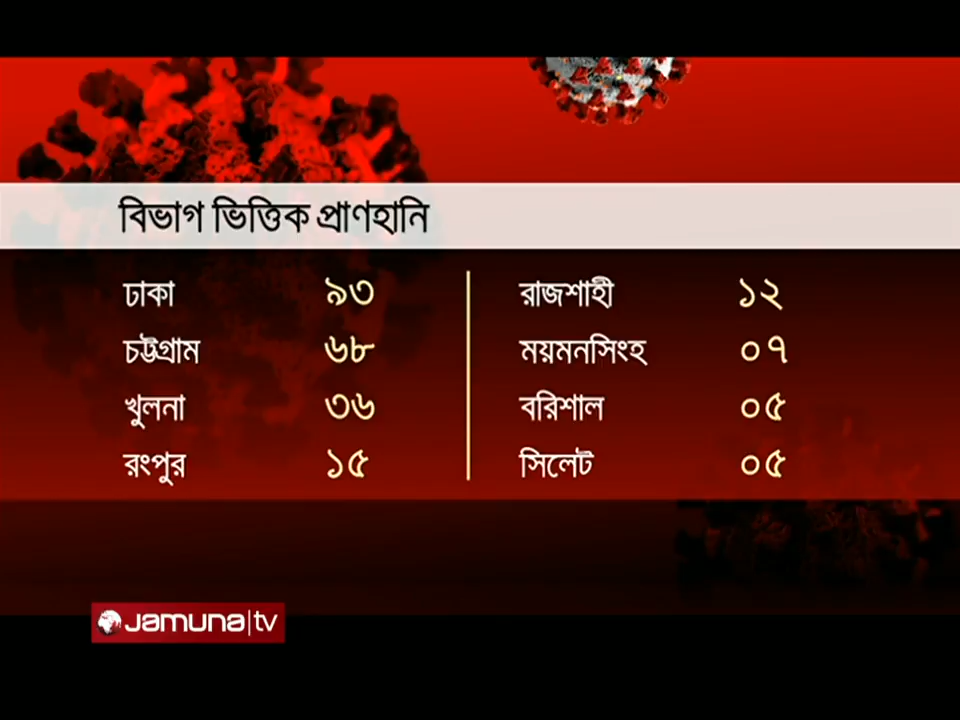 বিভাগ ভিত্তিক প্রাণহানি
ঢাকা ৯৩
চট্টগ্রাম ৬৮
খুলনা ৩৬
রংপুর ১৫
রাজশাহী ১২
ময়মনসিংহ ০৭
বরিশাল ০৫
সিলেট ০৫
Jamuna|tv